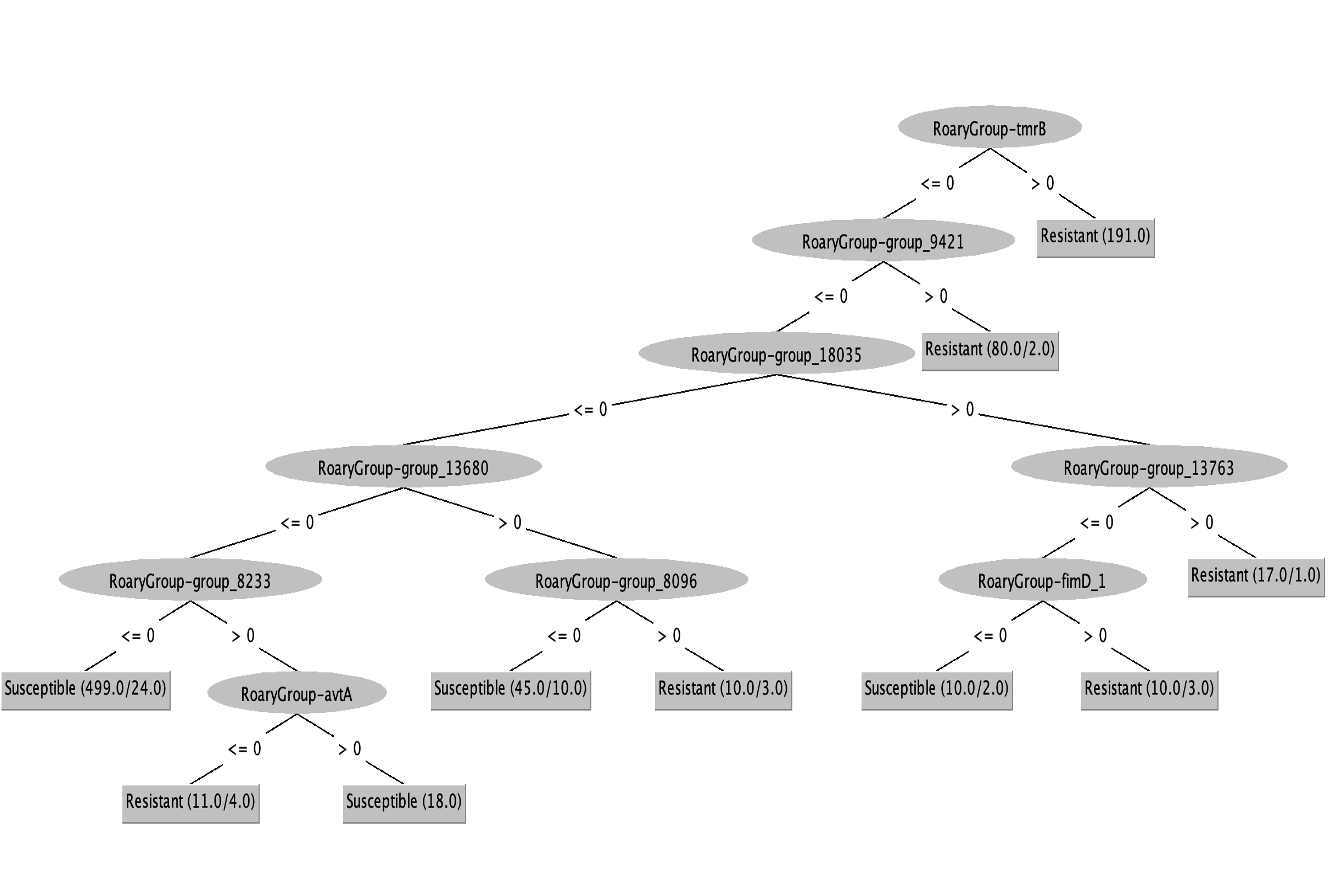 RoaryGroup-tmrB
<= 0
> 0
RoaryGroup-group_9421
Resistant (191.0)
<= 0
> 0
RoaryGroup-group_18035
Resistant (80.0/2.0)
<= 0
> 0
RoaryGroup-group_13680
RoaryGroup-group_13763
<= 0
> 0
<= 0
> 0
RoaryGroup-group_8233
RoaryGroup-group_8096
RoaryGroup-fimD_1
Resistant (17.0/1.0)
<= 0
> 0
<= 0
> 0
<= 0
> 0
Susceptible (499.0/24.0)
RoaryGroup-avtA
Susceptible (45.0/10.0)
Resistant (10.0/3.0)
Susceptible (10.0/2.0)
Resistant (10.0/3.0)
<= 0
> 0
Resistant (11.0/4.0)
Susceptible (18.0)